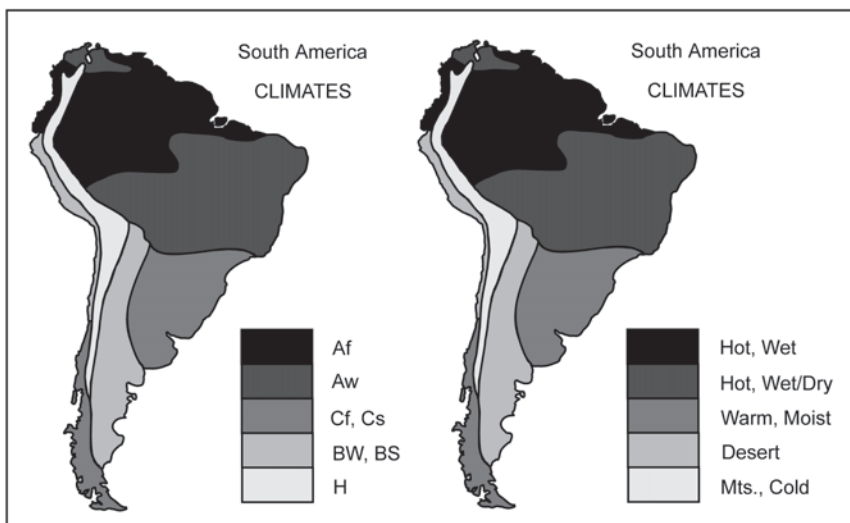 South America
CLIMATES
Af
Aw
Cf, Cs
BW, BS
H
South America
CLIMATES
Hot, Wet
Hot, Wet/Dry
Warm, Moist
Desert
Mts., Cold